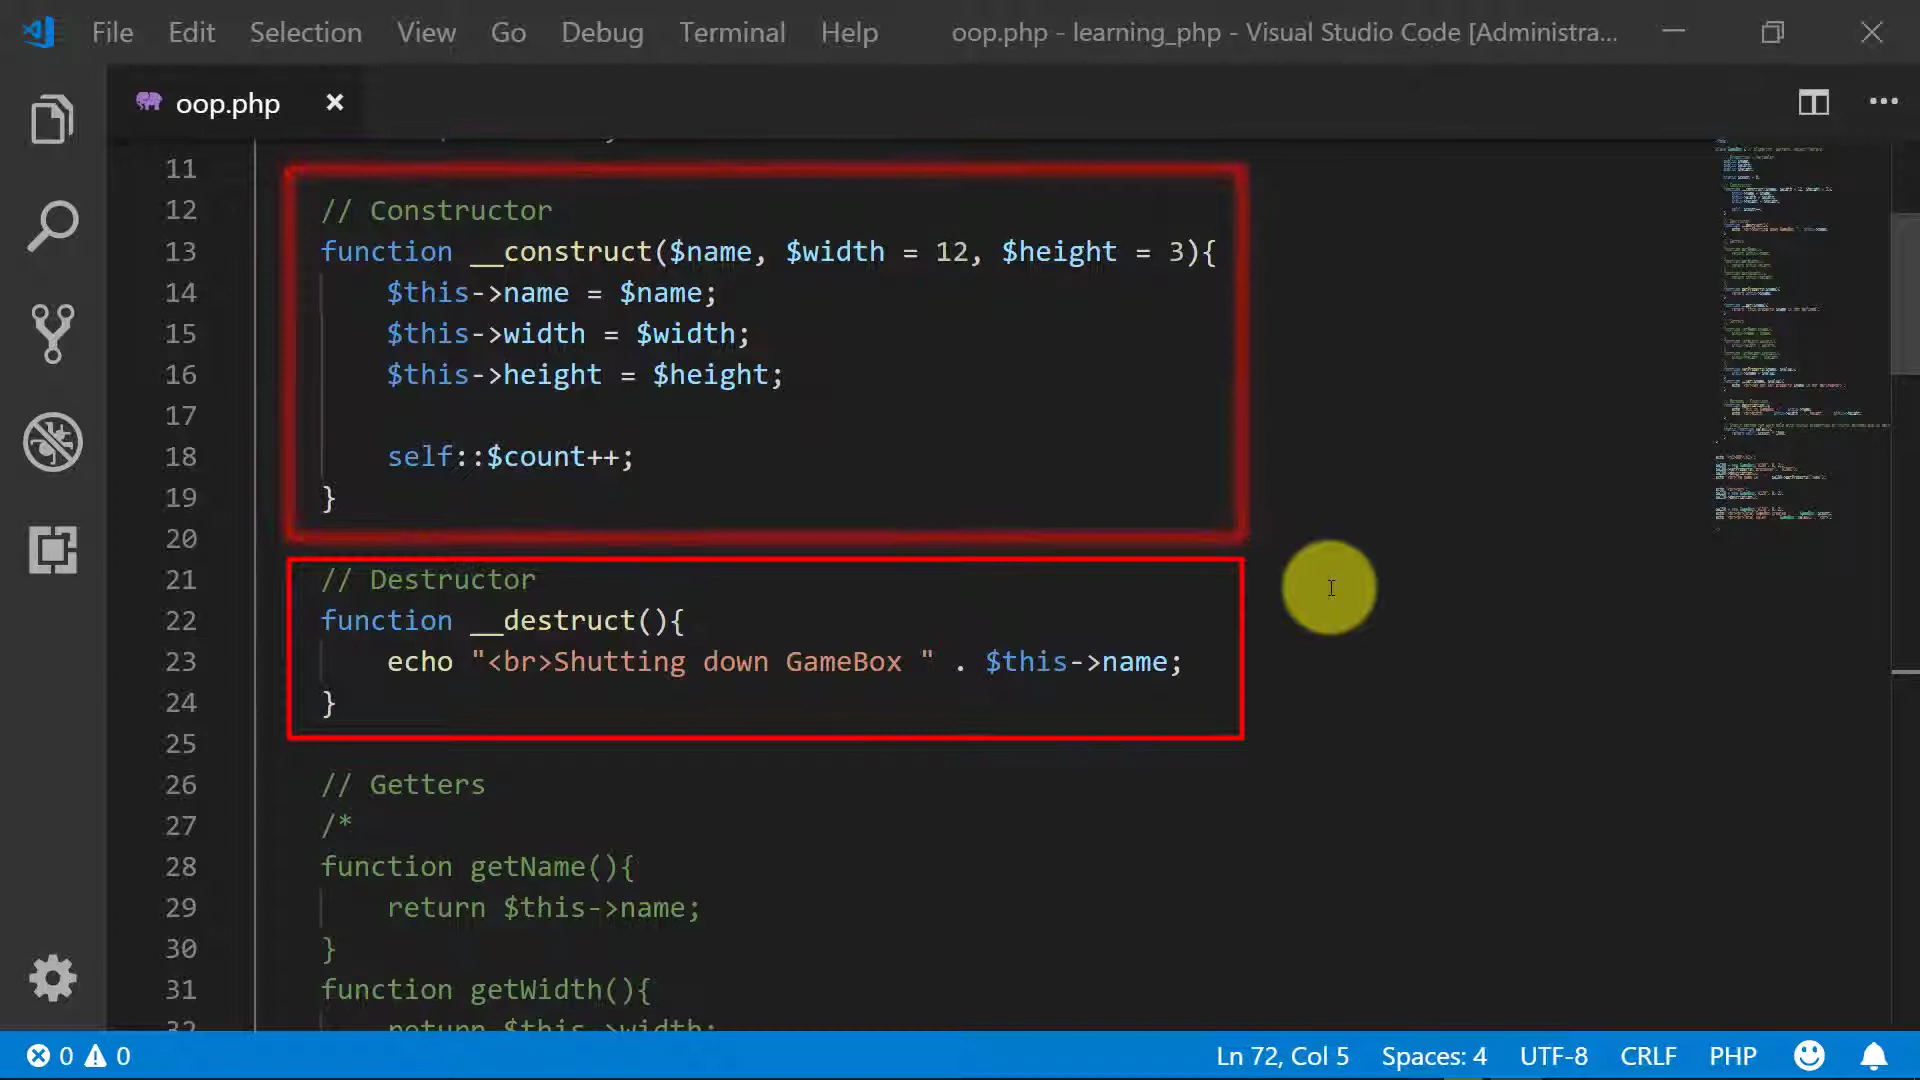 File Edit Selection View Go Debug Terminal Help oop.php - learning_php - Visual Studio Code [Administra...
oop.php
11
12 // Constructor
13 function __construct($name, $width = 12, $height = 3){
14 $this->name = $name;
15 $this->width = $width;
16 $this->height = $height;
17
18 self::$count++;
19 }
20
21 // Destructor
22 function __destruct(){
23 echo "<br>Shutting down GameBox " . $this->name;
24 }
25
26 // Getters
27 /*
28 function getName(){
29 return $this->name;
30 }
31 function getWidth(){
32 return $this->width;
0 0 Ln 72, Col 5 Spaces: 4 UTF-8 CRLF PHP